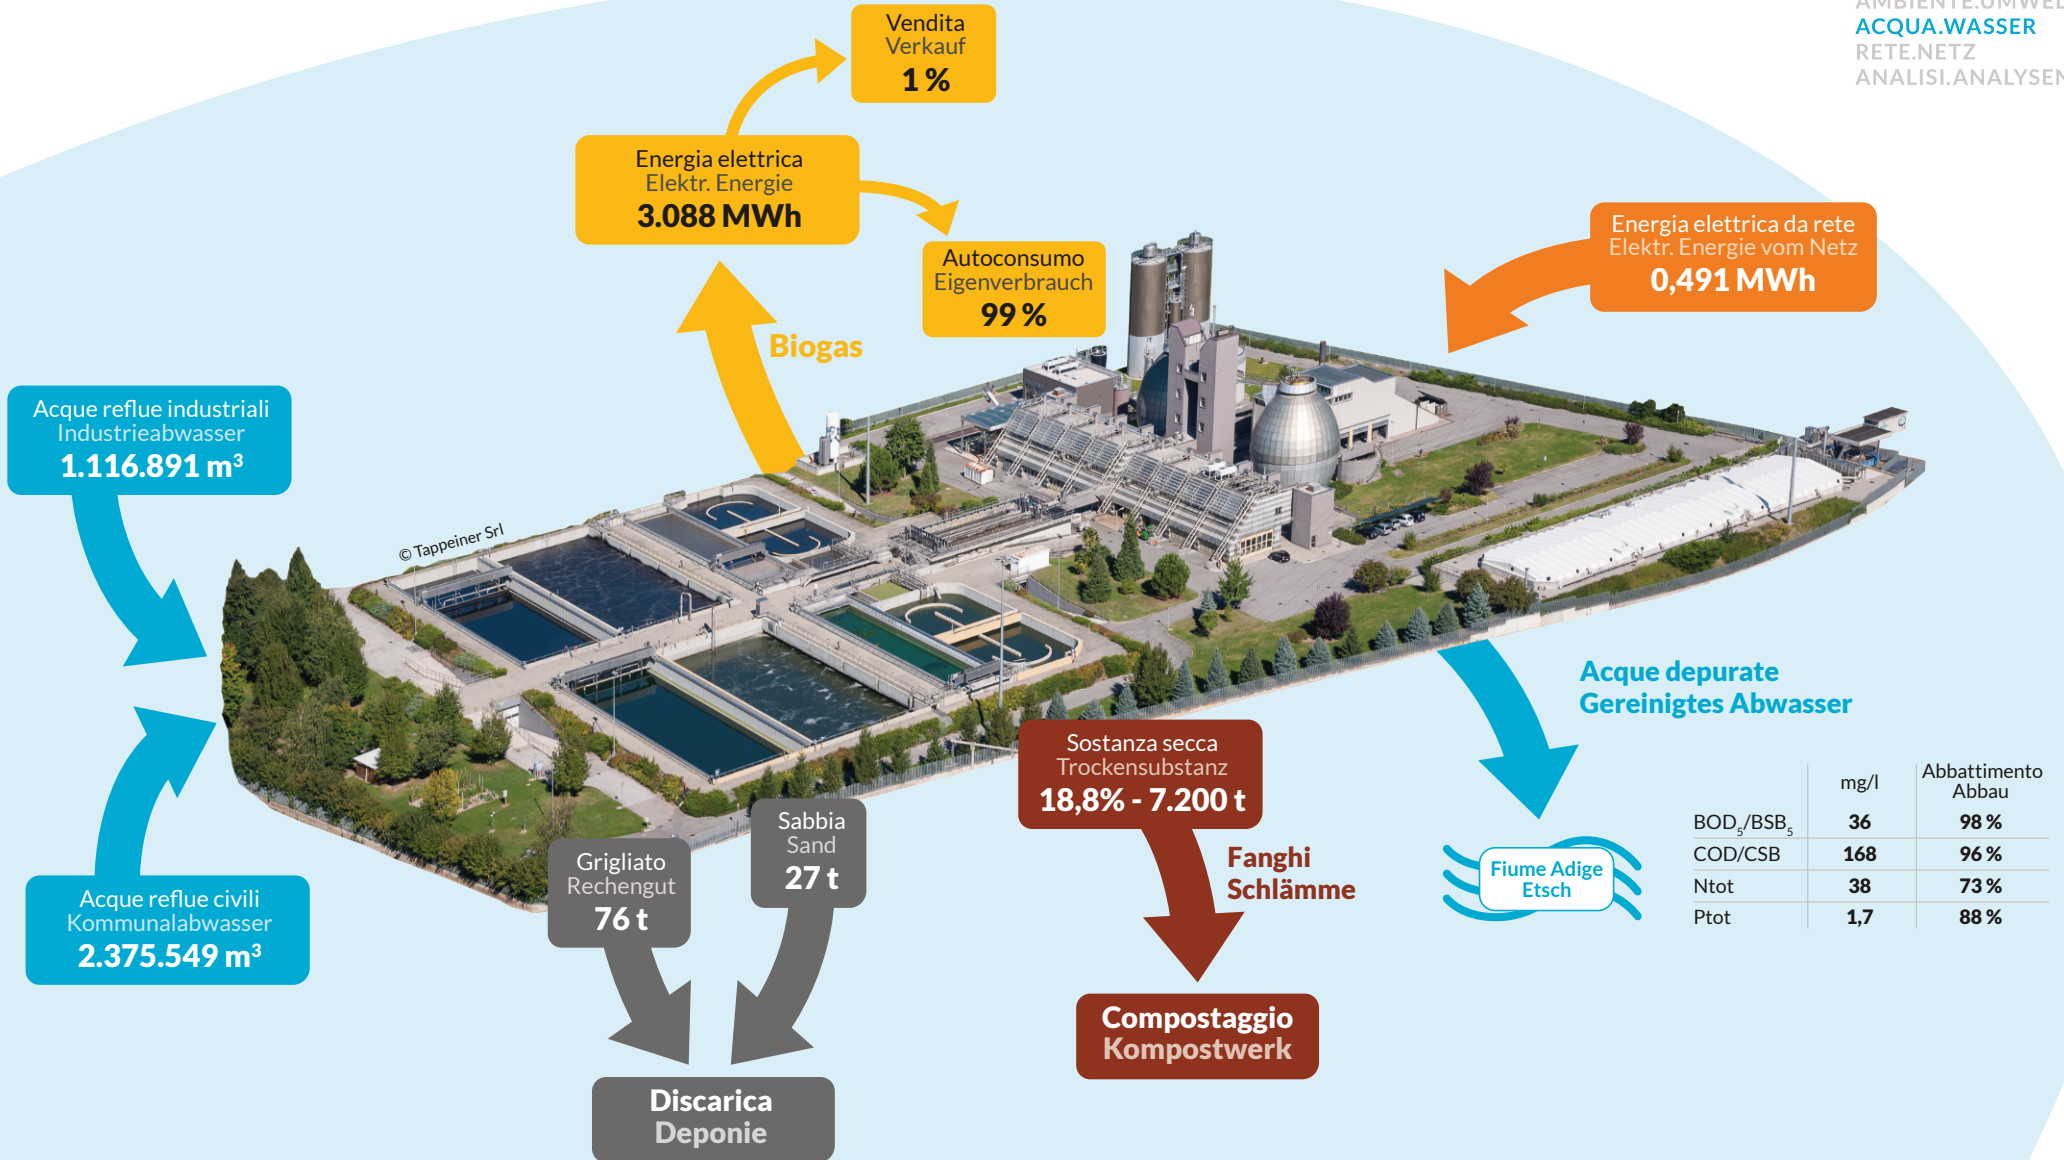 AMBIENTE.UMWEL
ACQUA.WASSER
RETE.NETZ
ANALISI.ANALYSEN
Vendita
Verkauf
1 %
Energia elettrica
Elektr. Energie
3.088 MWh
Autoconsumo
Eigenverbrauch
99 %
Biogas
Energia elettrica da rete
Elektr. Energie vom Netz
0,491 MWh
Acque reflue industriali
Industrieabwasser
1.116.891 m³
© Tappeiner Srl
Acque reflue civili
Kommunalabwasser
2.375.549 m³
Grigliato
Rechengut
76 t
Sabbia
Sand
27 t
Discarica
Deponie
Sostanza secca
Trockensubstanz
18,8% - 7.200 t
Fanghi
Schlämme
Compostaggio
Kompostwerk
Acque depurate
Gereinigtes Abwasser
Fiume Adige
Etsch
mg/l Abbattimento
Abbau
BOD₅/BSB₅ 36 98 %
COD/CSB 168 96 %
Ntot 38 73 %
Ptot 1,7 88 %